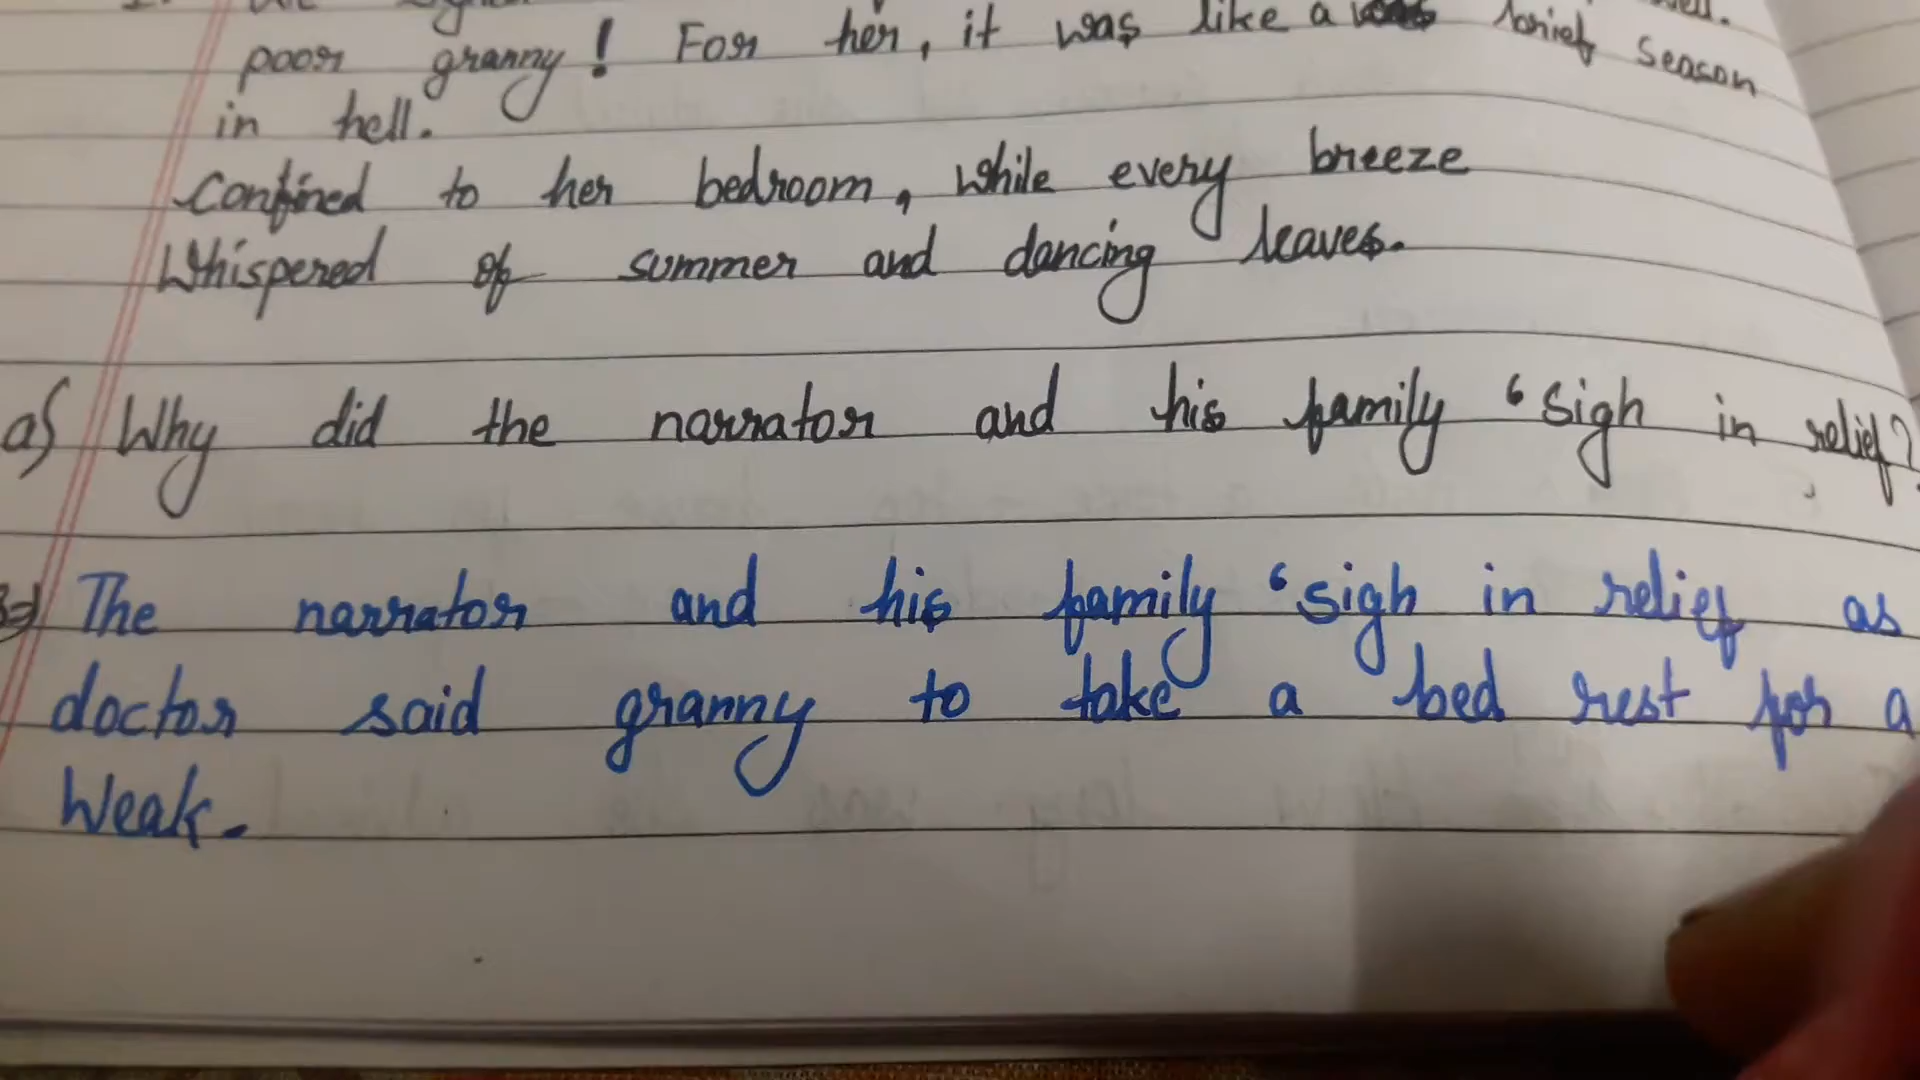 poor granny! For her, it was like a brief season
in hell.
Confined to her bedroom, while every breeze
Whispered of summer and dancing leaves.
a) Why did the narrator and his family 'sigh in relief?
The narrator and his family 'sigh in relief as
doctor said granny to take a bed rest for a
Weak.